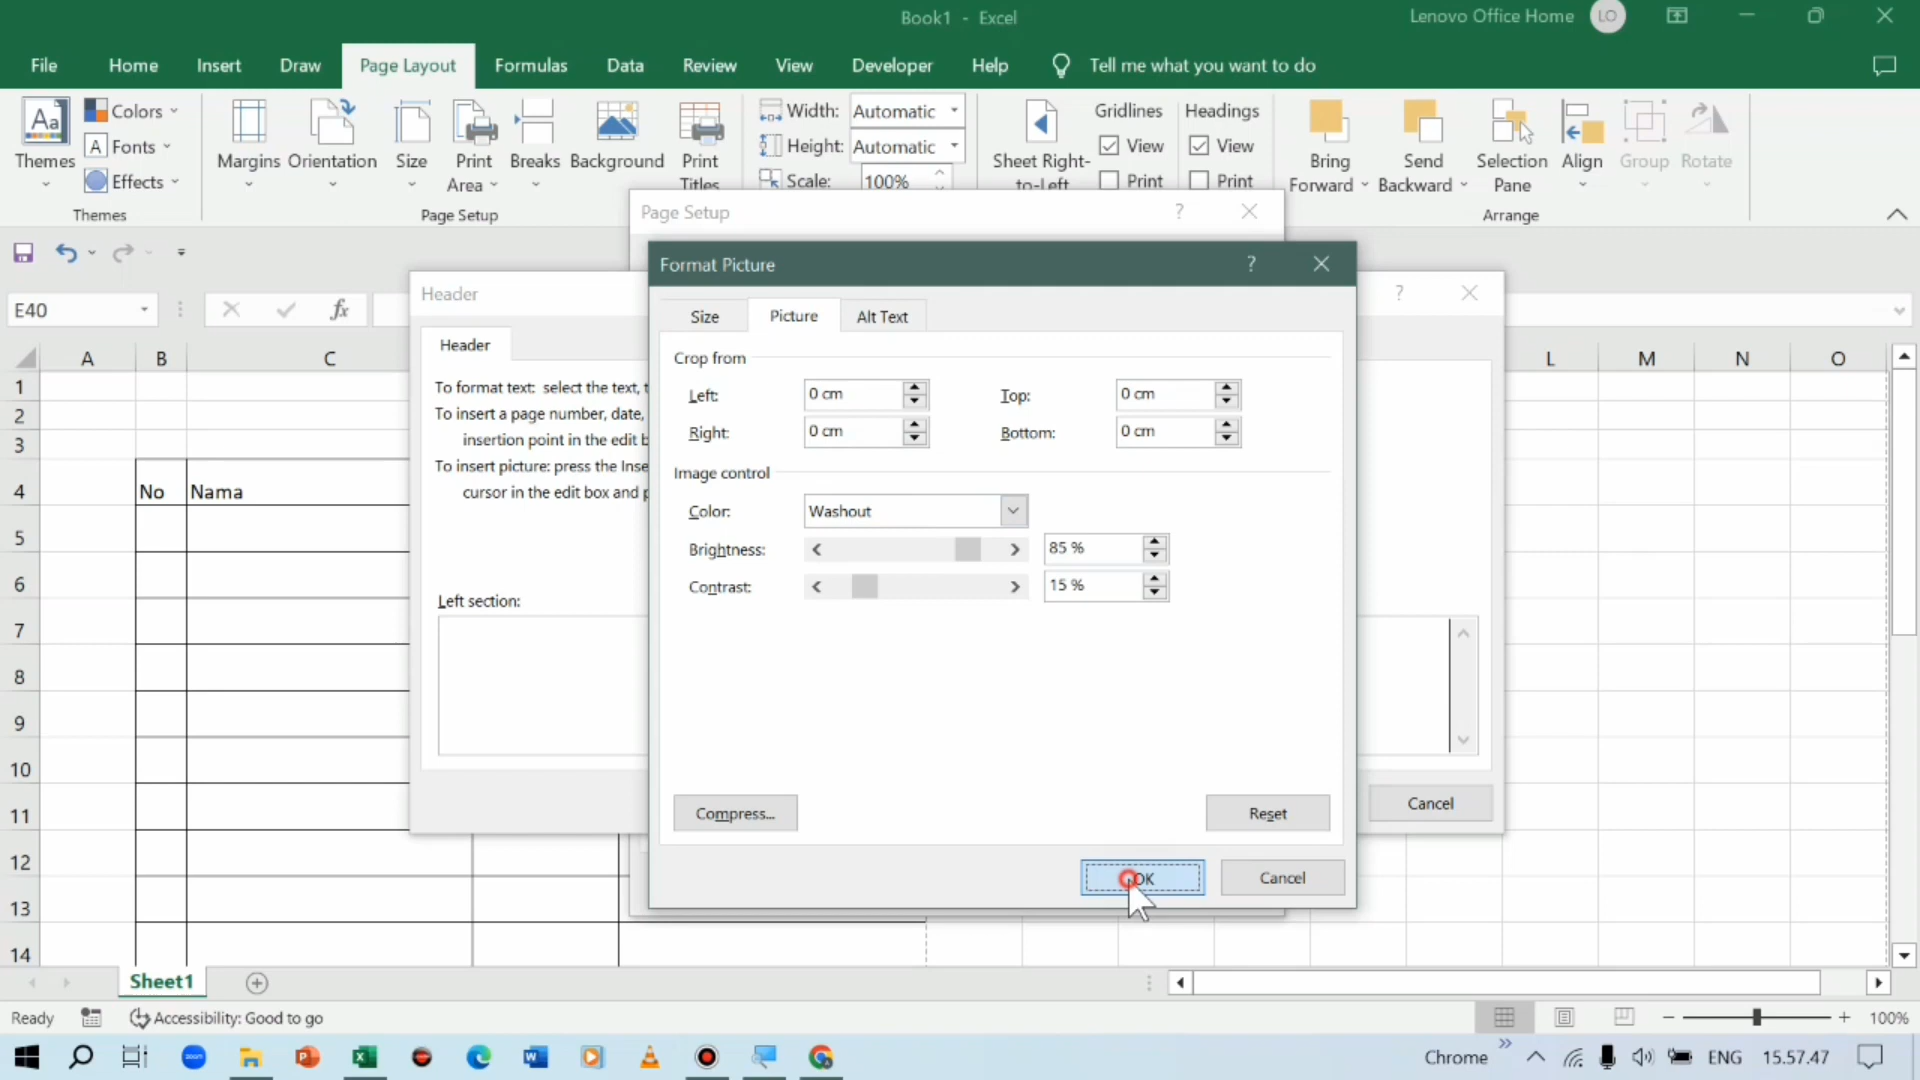 Book1 - Excel
Lenovo Office Home
LO
File Home Insert Draw Page Layout Formulas Data Review View Developer Help Tell me what you want to do
Aa
Themes
Colors
A Fonts
Effects
Themes
Margins
Orientation
Size
Print
Area
Breaks
Background
Print
Titles
Page Setup
Width: Automatic
Height: Automatic
Scale: 100%
Sheet Right-
to-Left
Gridlines
View
Print
Headings
View
Print
Bring
Forward
Send
Backward
Selection
Pane
Align
Group
Rotate
Arrange
E40
fx
Page Setup
?
Header
?
Header
To format text: select the text,
To insert a page number, date,
insertion point in the edit
To insert picture: press the Inse
cursor in the edit box and
Left section:
Cancel
Format Picture
?
Size Picture Alt Text
Crop from
Left: 0 cm Top: 0 cm
Right: 0 cm Bottom: 0 cm
Image control
Color: Washout
Brightness: 85 %
Contrast: 15 %
Compress... Reset
OK Cancel
A B C L M N O
1
2
3
4 No Nama
5
6
7
8
9
10
11
12
13
14
Sheet1
Ready Accessibility: Good to go 100%
zoom
Chrome ENG 15.57.47